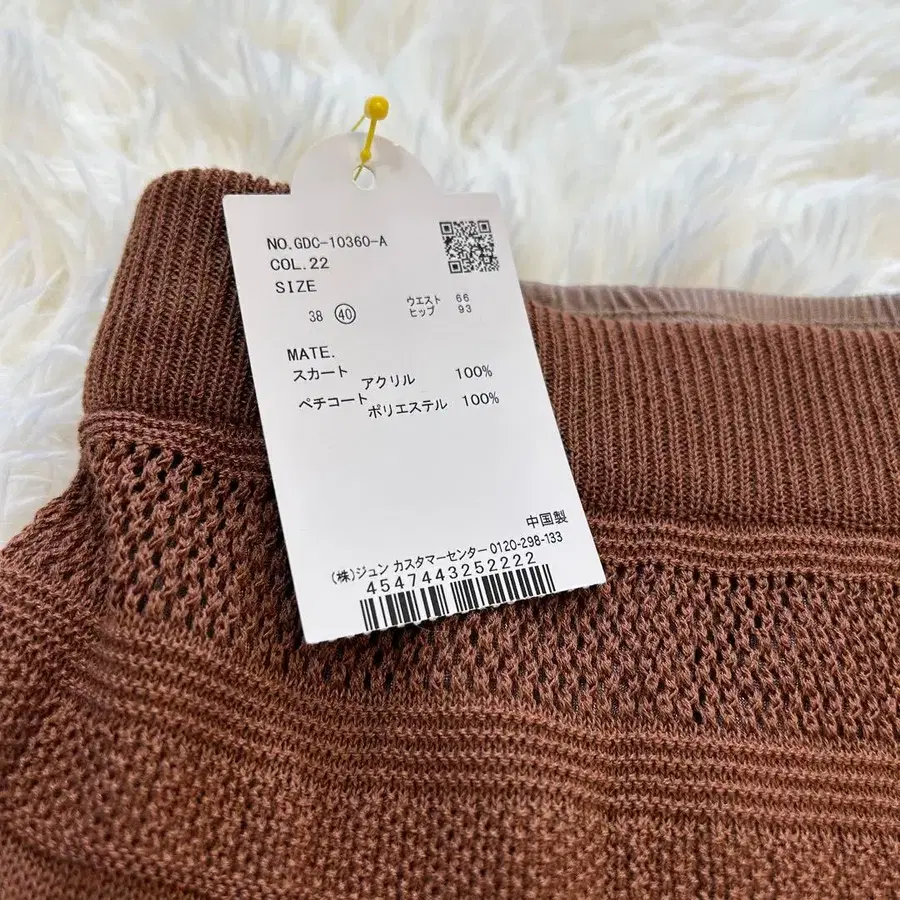 NO.GDC-10360-A
COL.22
SIZE
38 ㊵ ウエスト 66
ヒップ 93
MATE.
スカート アクリル 100%
ペチコート ポリエステル 100%
中国製
(株)ジュン カスタマーセンター 0120-298-133
4547443252222